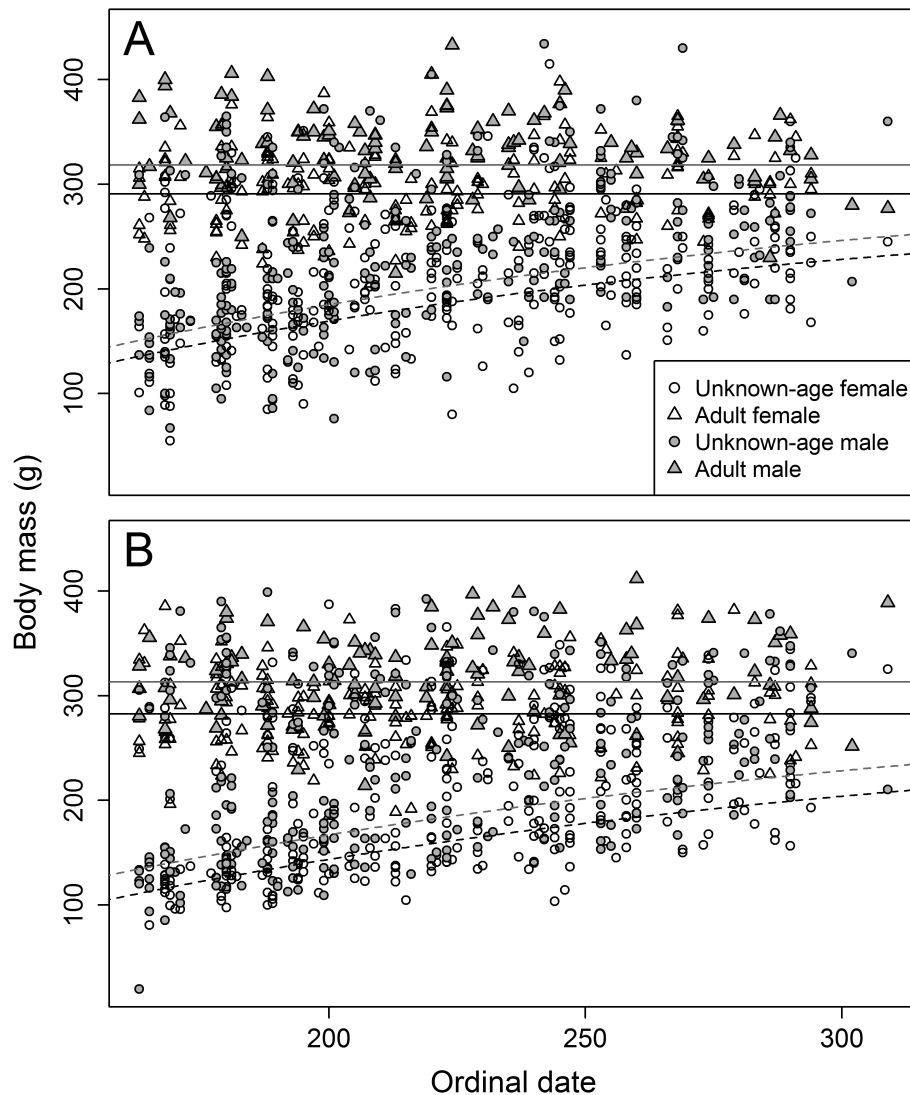 A
400
300
200
100
Unknown-age female
Adult female
Unknown-age male
Adult male
Body mass (g)
B
400
300
200
100
200
250
300
Ordinal date